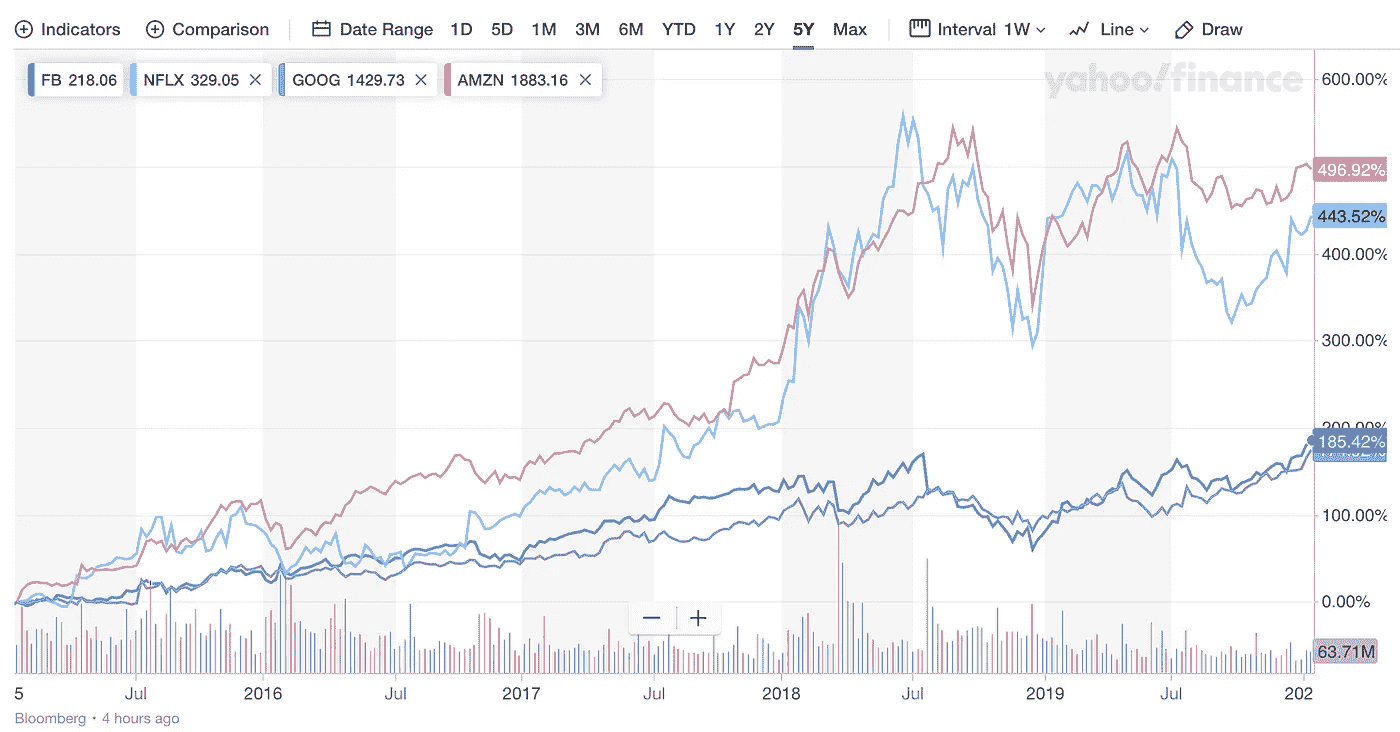 Indicators Comparison Date Range 1D 5D 1M 3M 6M YTD 1Y 2Y 5Y Max Interval 1W Line Draw
FB 218.06 NFLX 329.05 GOOG 1429.73 AMZN 1883.16
yahoo!finance
600.00%
496.92%
443.52%
400.00%
300.00%
200.00%
185.42%
100.00%
0.00%
63.71M
5 Jul 2016 Jul 2017 Jul 2018 Jul 2019 Jul 202
Bloomberg • 4 hours ago